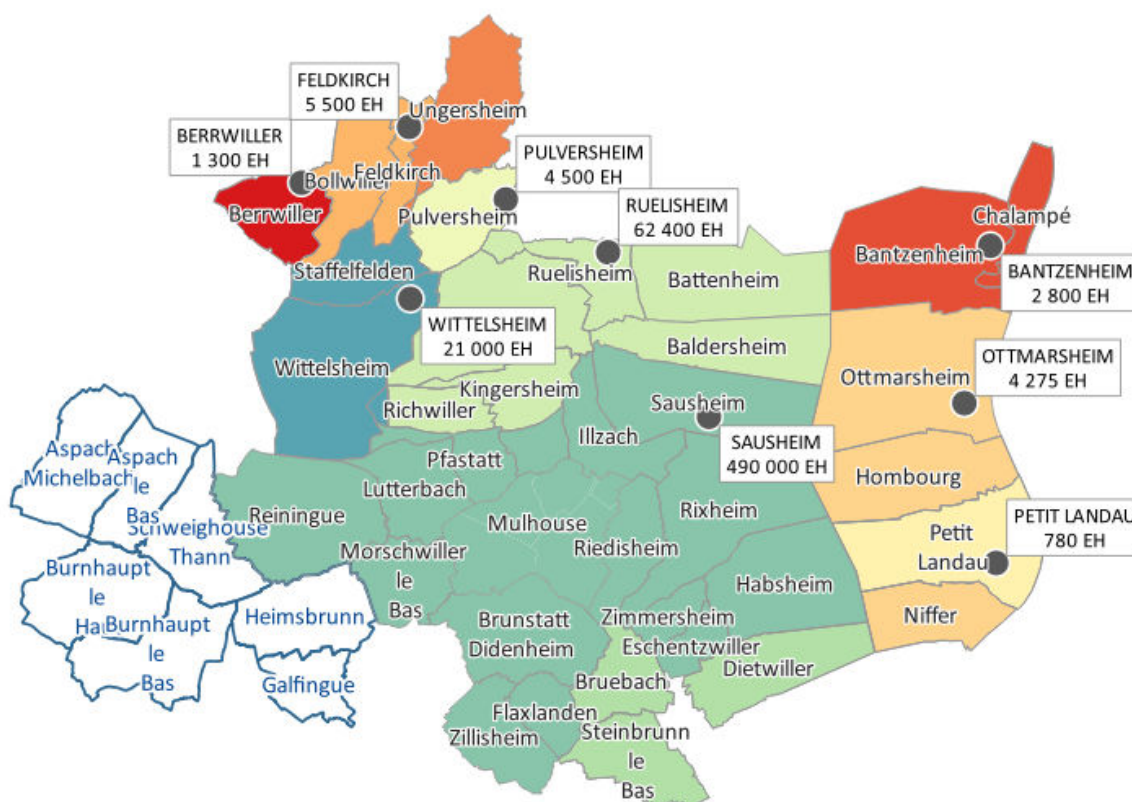 FELDKIRCH
5 500 EH
Ungersheim
BERRWILLER
1 300 EH
PULVERSHEIM
4 500 EH
Bollwiller
Feldkirch
Berrwiller
Pulversheim
RUELISHEIM
62 400 EH
Chalampé
Bantzenheim
Staffelfelden
Ruelisheim
Battenheim
BANTZENHEIM
2 800 EH
WITTELSHEIM
21 000 EH
Wittelsheim
Baldersheim
OTTMARSHEIM
4 275 EH
Ottmarsheim
Kingersheim
Richwiller
Sausheim
Illzach
SAUSHEIM
490 000 EH
Aspach
Michelbach
Aspach
le
Bas
Pfastatt
Lutterbach
Hombourg
Reiningue
Mulhouse
Rixheim
PETIT LANDAU
780 EH
Schweighouse
Thann
Morschwiller
le
Bas
Riedisheim
Petit
Landau
Burnhaupt
le
Burnhaupt
le
Bas
Habsheim
Heimsbrunn
Brunstatt
Didenheim
Zimmersheim
Niffer
Eschentzwiller
Dietwiller
Galfingue
Bruebach
Flaxlanden
Zillisheim
Steinbrunn
le
Bas